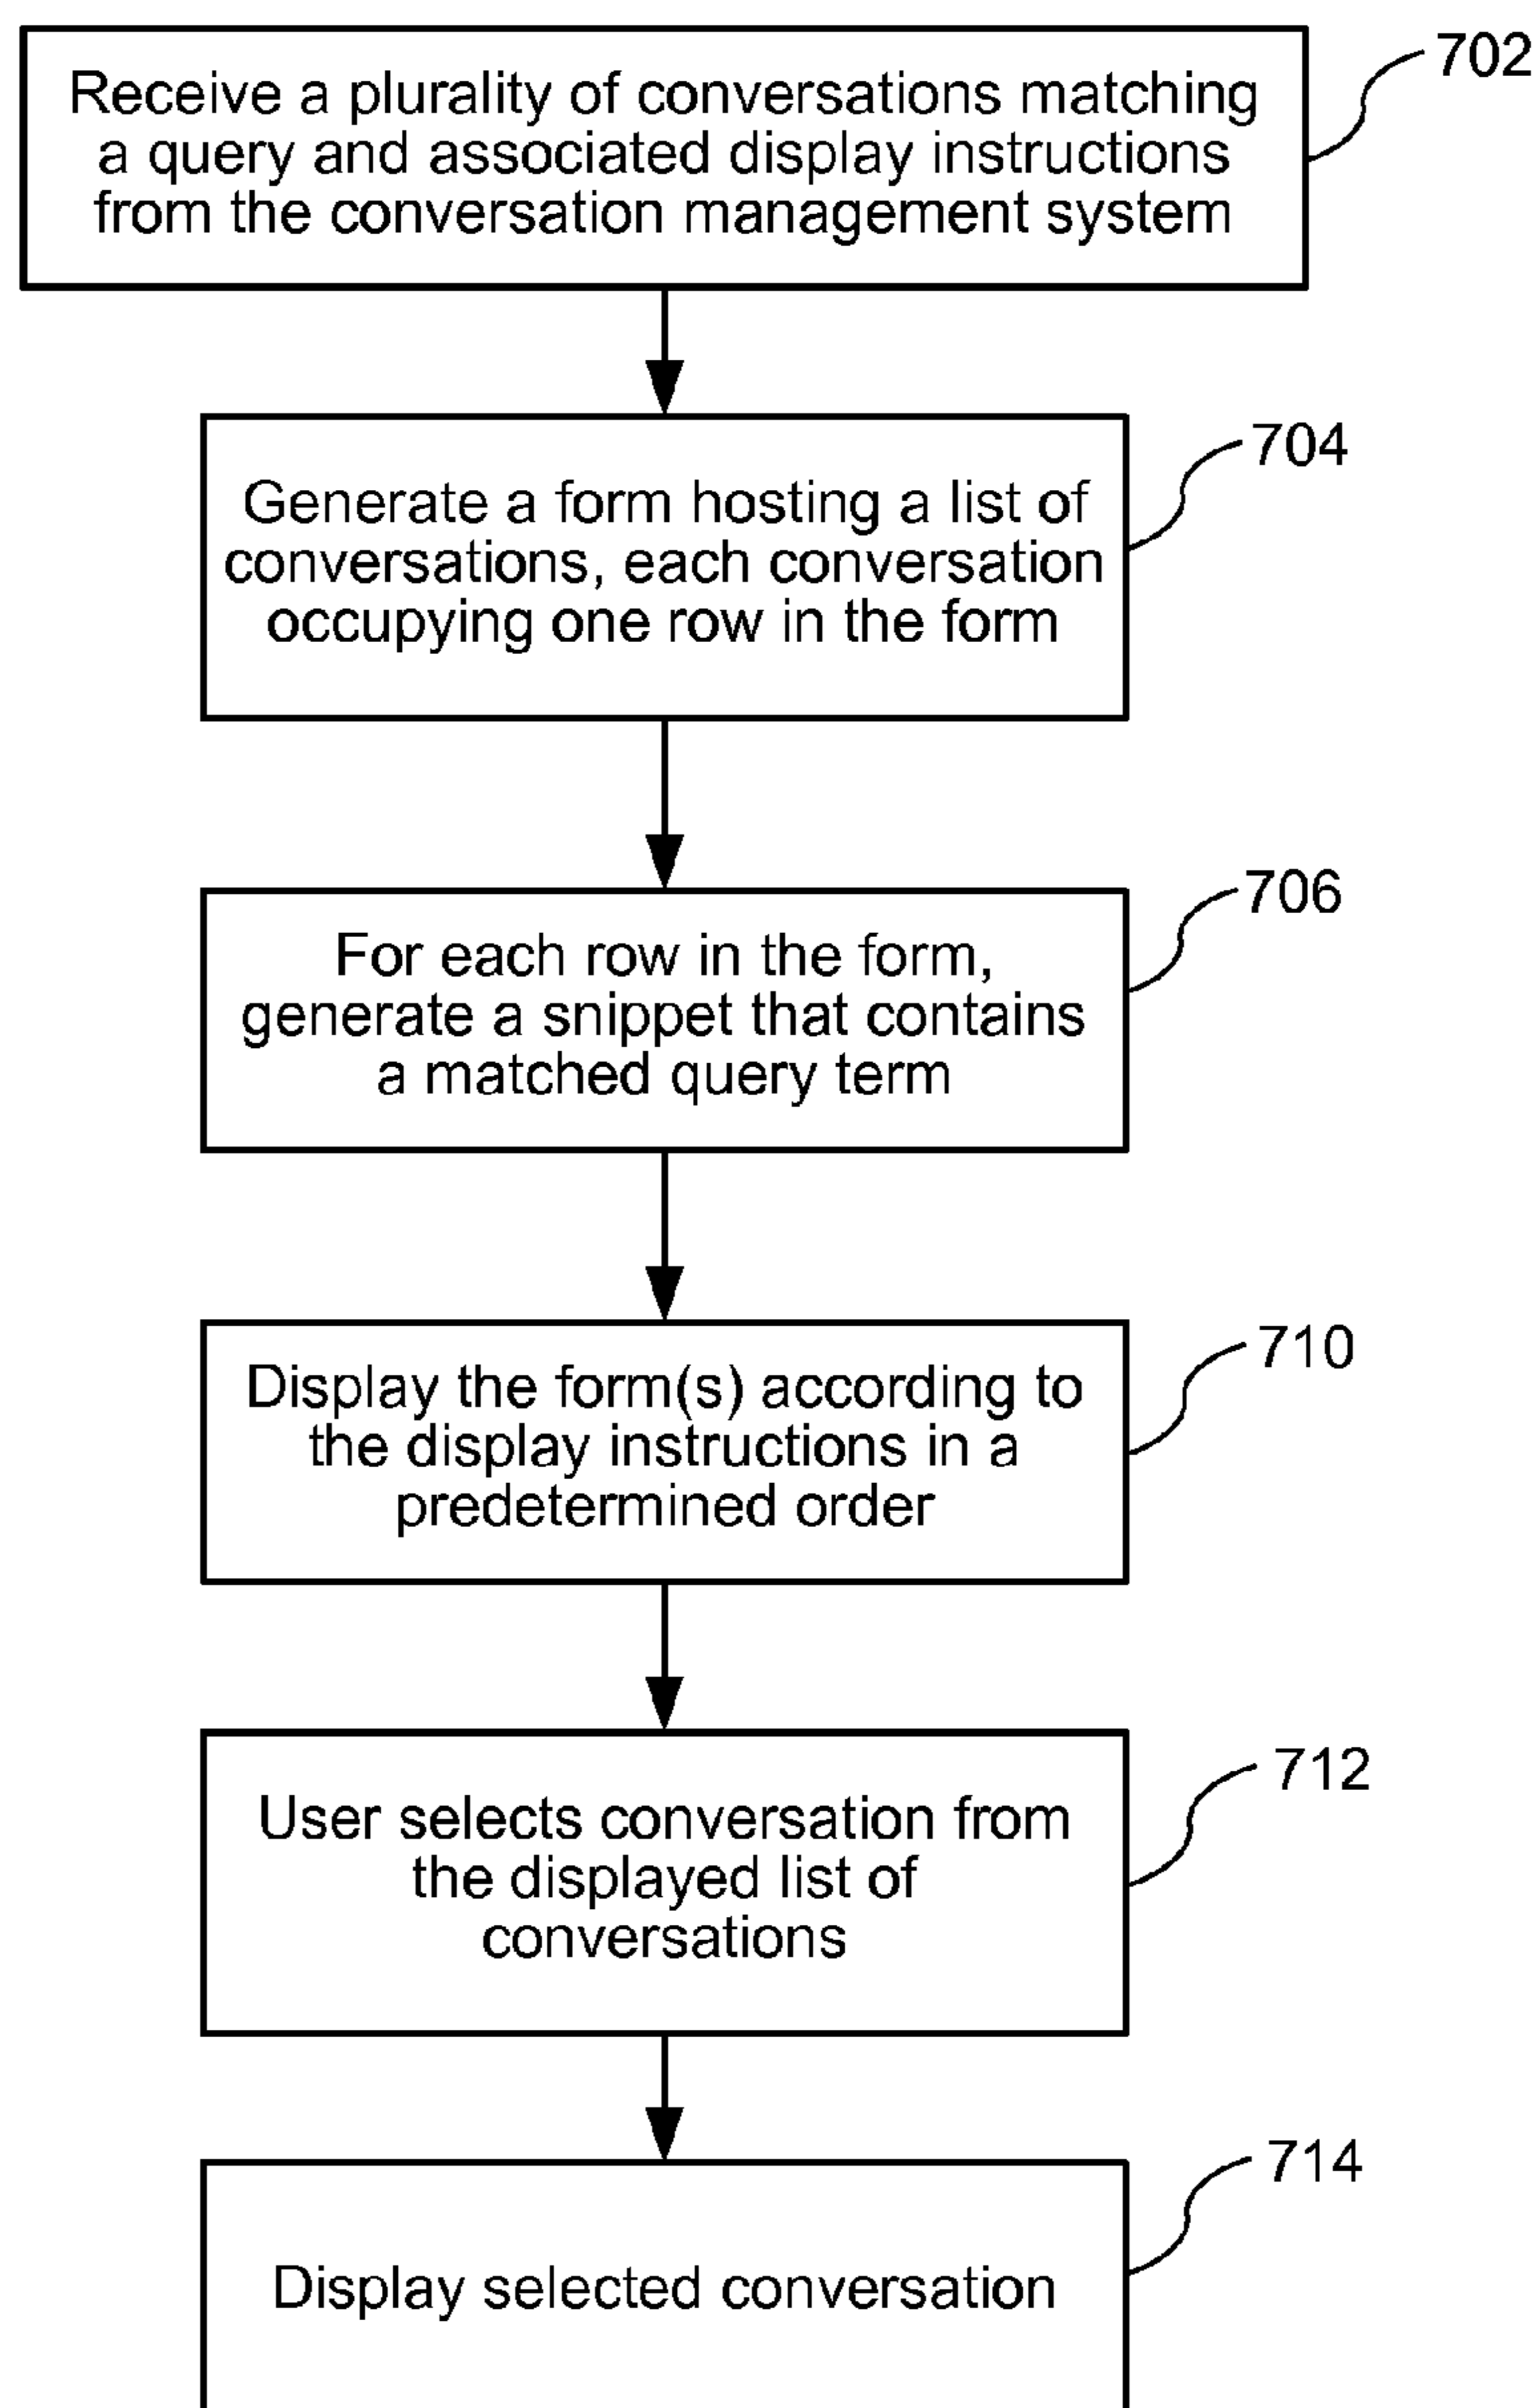 702
Receive a plurality of conversations matching
a query and associated display instructions
from the conversation management system
704
Generate a form hosting a list of
conversations, each conversation
occupying one row in the form
706
For each row in the form,
generate a snippet that contains
a matched query term
710
Display the form(s) according to
the display instructions in a
predetermined order
712
User selects conversation from
the displayed list of
conversations
714
Display selected conversation